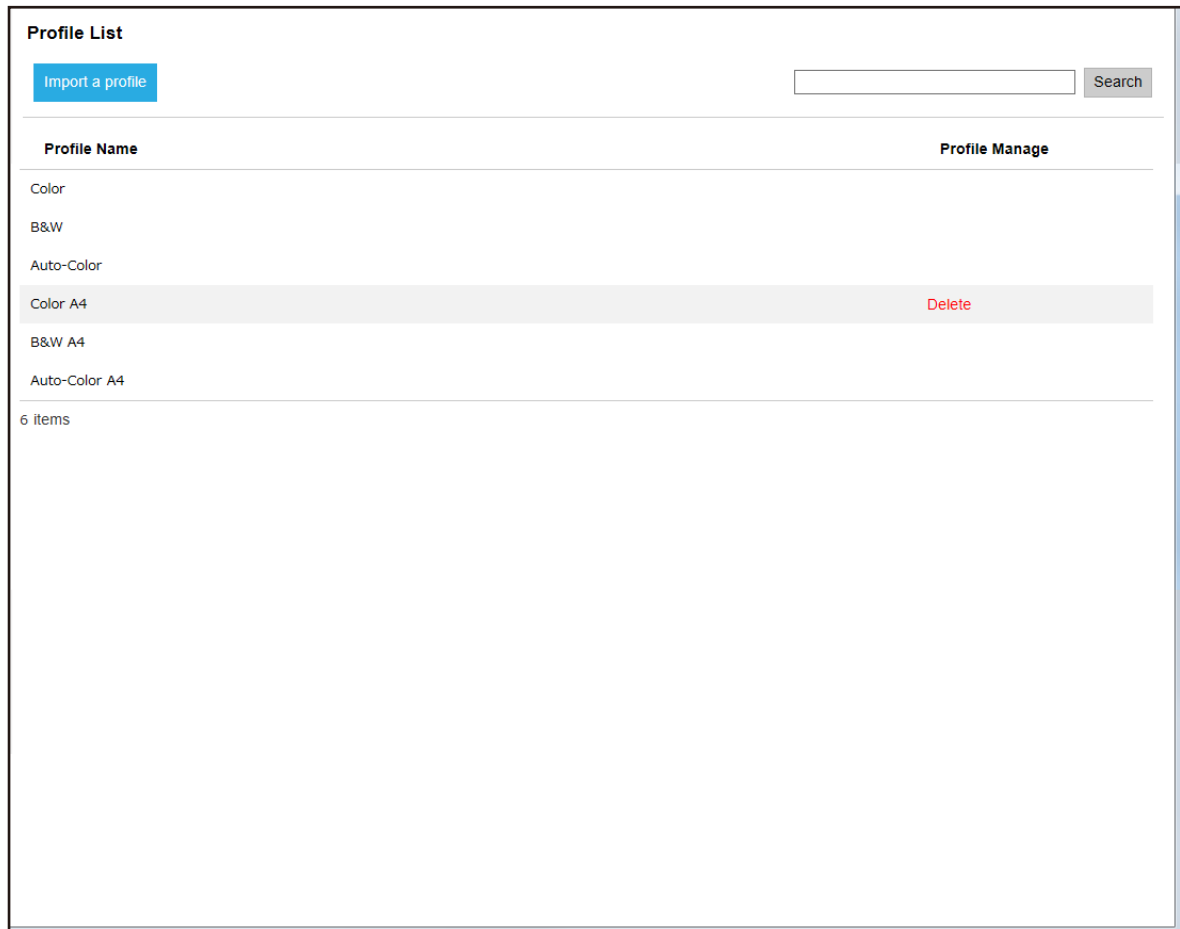 Profile List
Import a profile Search
Profile Name Profile Manage
Color
B&W
Auto-Color
Color A4 Delete
B&W A4
Auto-Color A4
6 items